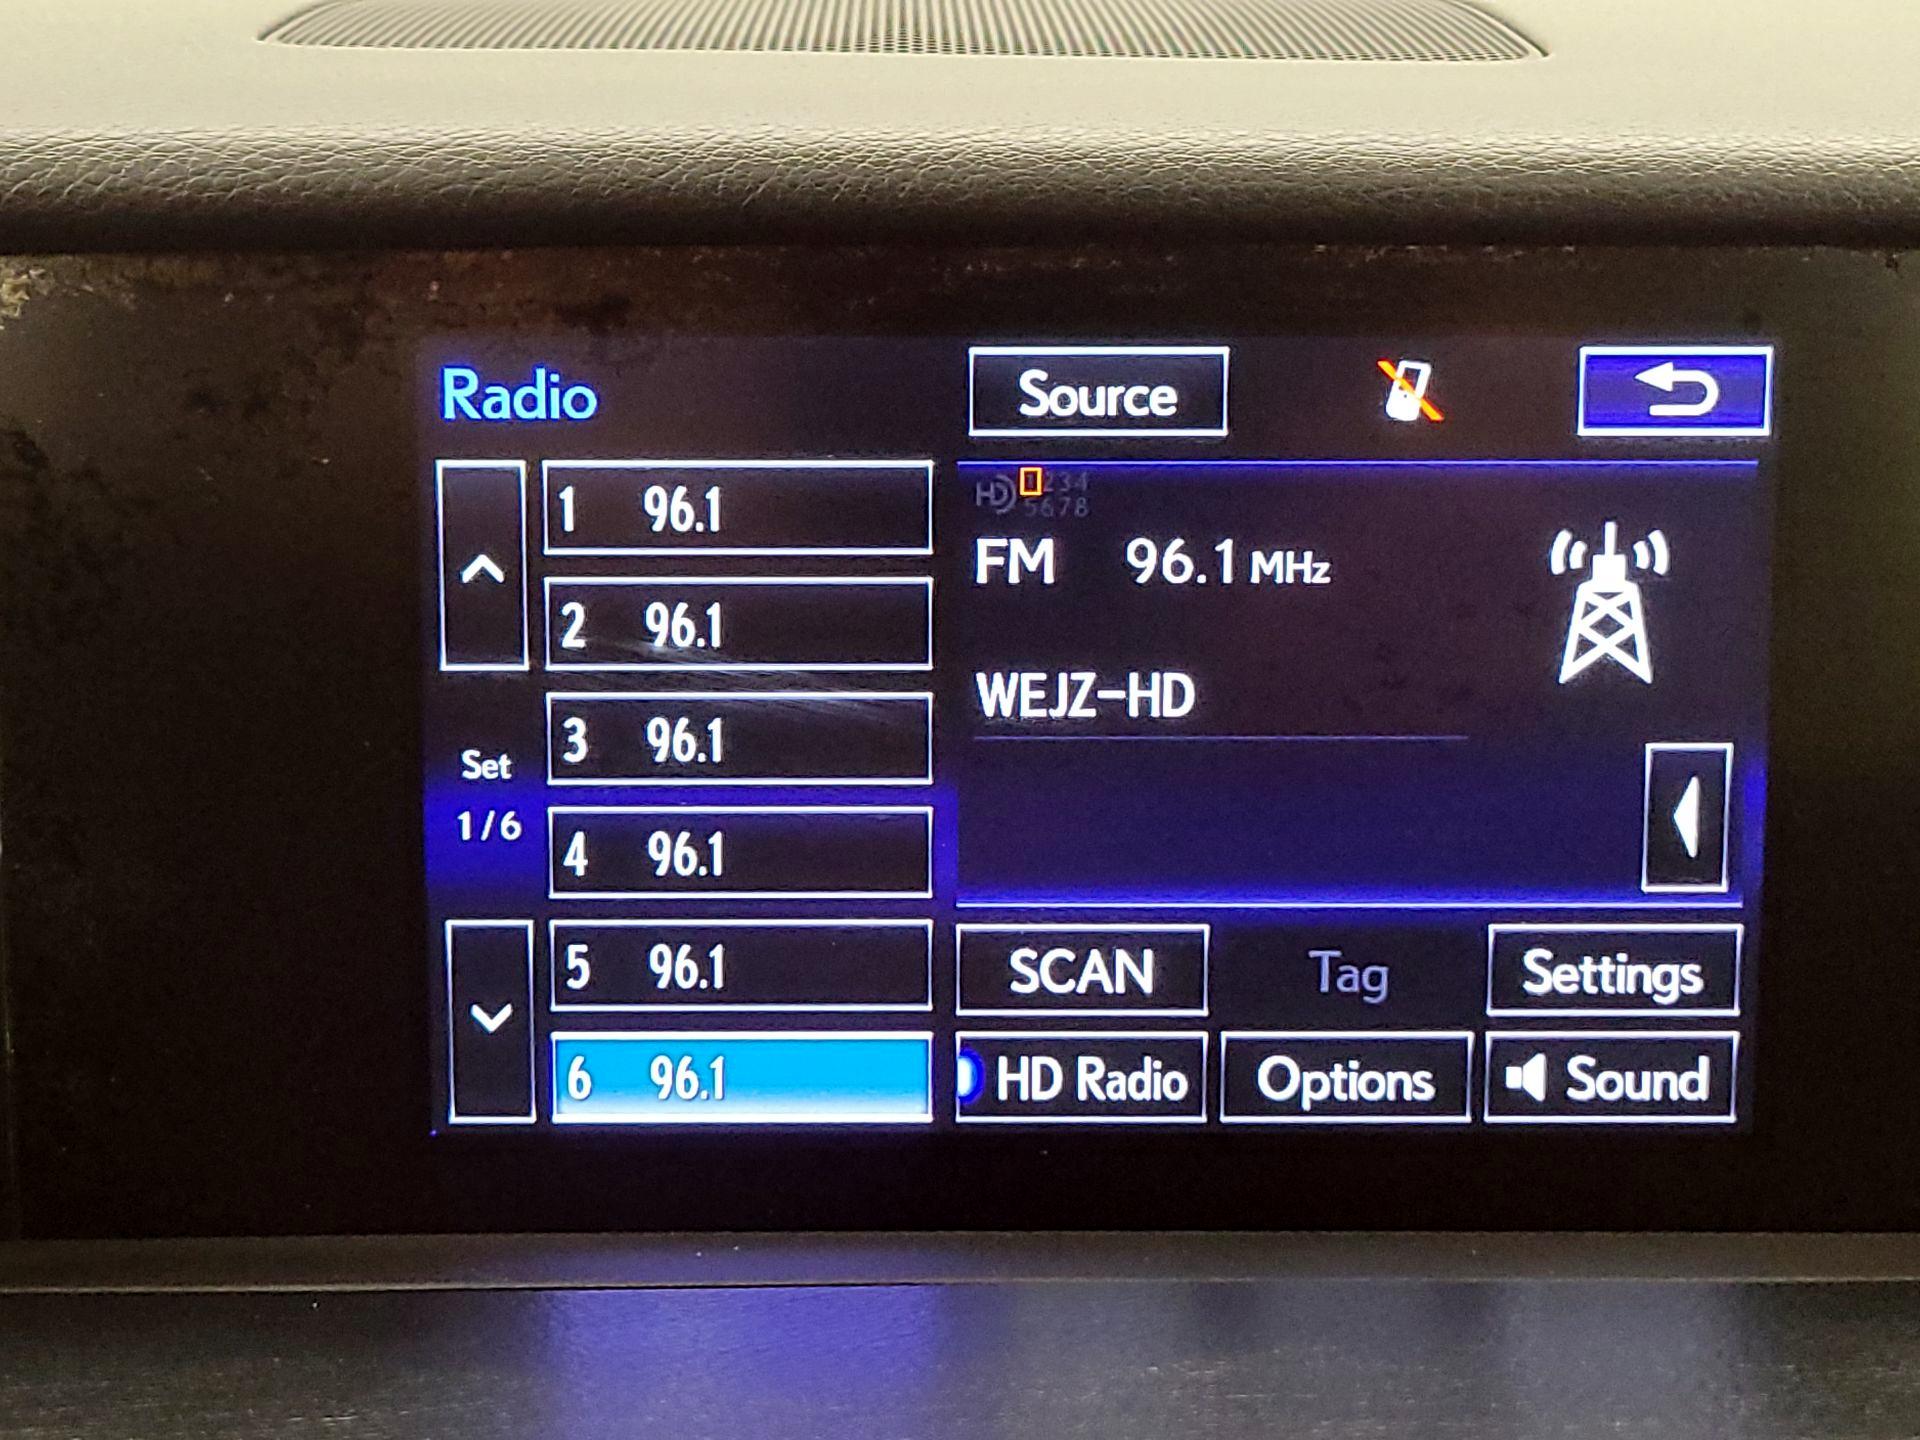 Radio
Source
1 96.1
2 96.1
3 96.1
4 96.1
5 96.1
6 96.1
Set
1/6
HD 1234
5678
FM 96.1 MHz
WEJZ-HD
SCAN
Tag
Settings
HD Radio
Options
Sound